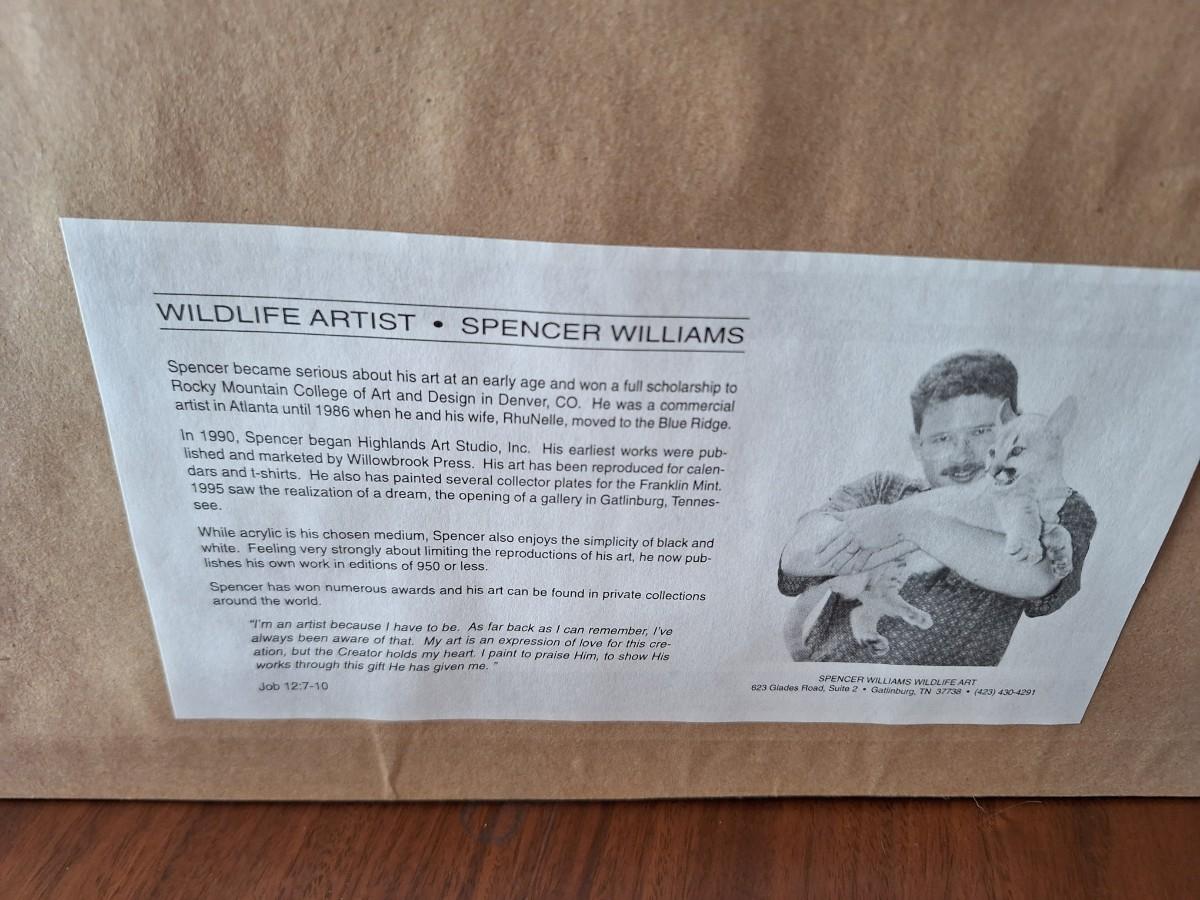 WILDLIFE ARTIST • SPENCER WILLIAMS
Spencer became serious about his art at an early age and won a full scholarship to
Rocky Mountain College of Art and Design in Denver, CO. He was a commercial
artist in Atlanta until 1986 when he and his wife, RhuNelle, moved to the Blue Ridge.
In 1990, Spencer began Highlands Art Studio, Inc. His earliest works were pub-
lished and marketed by Willowbrook Press. His art has been reproduced for calen-
dars and t-shirts. He also has painted several collector plates for the Franklin Mint.
1995 saw the realization of a dream, the opening of a gallery in Gatlinburg, Tennes-
see.
While acrylic is his chosen medium, Spencer also enjoys the simplicity of black and
white. Feeling very strongly about limiting the reproductions of his art, he now pub-
lishes his own work in editions of 950 or less.
Spencer has won numerous awards and his art can be found in private collections
around the world.
"I'm an artist because I have to be. As far back as I can remember, I've
always been aware of that. My art is an expression of love for this cre-
ation, but the Creator holds my heart. I paint to praise Him, to show His
works through this gift He has given me. "
Job 12:7-10
SPENCER WILLIAMS WILDLIFE ART
623 Glades Road, Suite 2 • Gatlinburg, TN 37738 • (423) 430-4291